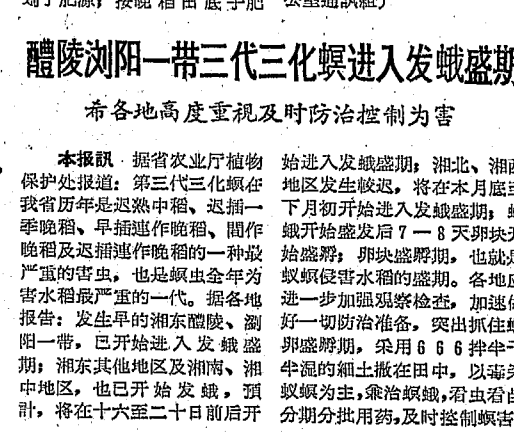 醴陵浏阳一带三代三化螟进入发蛾盛期
希各地高度重視及时防治控制为害
本报訊 据省农业厅植物
保护处报道：第三代三化螟在
我省历年是迟熟中稻、迟插一
季晚稻、早插連作晚稻、間作
晚稻及迟插連作晚稻的一种最
严重的害虫，也是螟虫全年为
害水稻最严重的一代。据各地
报告：发生早的湘东醴陵、瀏
阳一带，已开始进入发蛾盛
期；湘东其他地区及湘南、湘
中地区，也已开始发蛾，預
計，将在十六至二十日前后开
始进入发蛾盛期；湘北、湘
地区发生較迟，将在本月底
下月初开始进入发蛾盛期；
蛾开始盛发后7—8天卵块
始盛孵；卵块盛孵期，也就
蚁螟侵害水稻的盛期。各地
进一步加强观察检查，加速
好一切防治准备，突出抓住
卵盛孵期，采用666拌半
半湿的細土撒在田中，以毒
蚁螟为主，兼治螟蛾，看虫看
分期分批用药，及时控制螟害